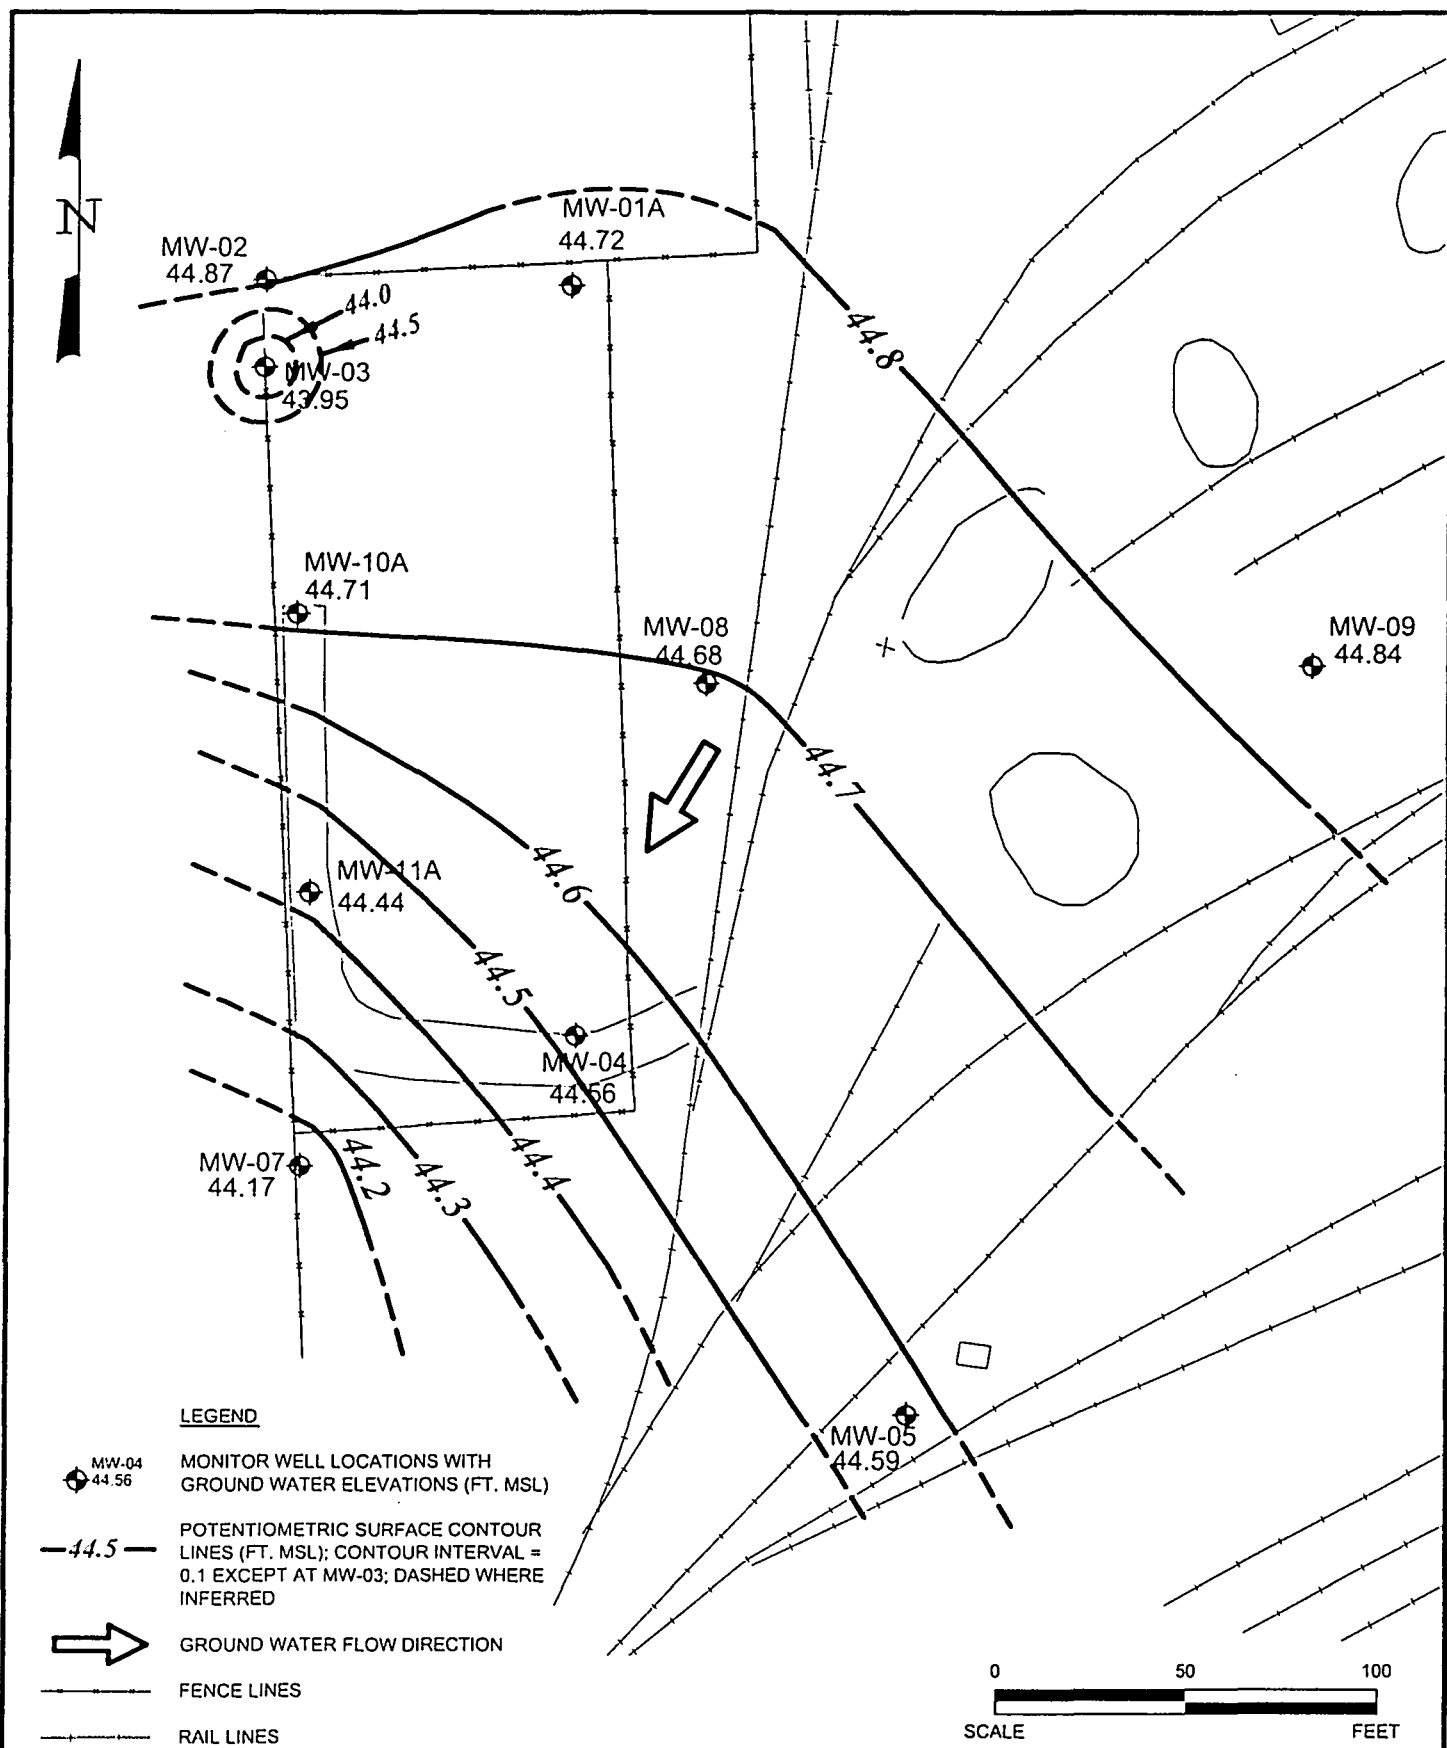 N
MW-01A
44.72
MW-02
44.87
44.0
44.5
MW-03
43.95
44.8
MW-10A
44.71
MW-08
44.68
MW-09
44.84
44.7
MW-11A
44.44
44.6
44.5
MW-04
44.56
MW-07
44.17
44.2
44.3
44.4
MW-05
44.59
LEGEND
MW-04
44.56
MONITOR WELL LOCATIONS WITH
GROUND WATER ELEVATIONS (FT. MSL)
44.5
POTENTIOMETRIC SURFACE CONTOUR
LINES (FT. MSL); CONTOUR INTERVAL =
0.1 EXCEPT AT MW-03; DASHED WHERE
INFERRED
GROUND WATER FLOW DIRECTION
FENCE LINES
RAIL LINES
0 50 100
SCALE FEET